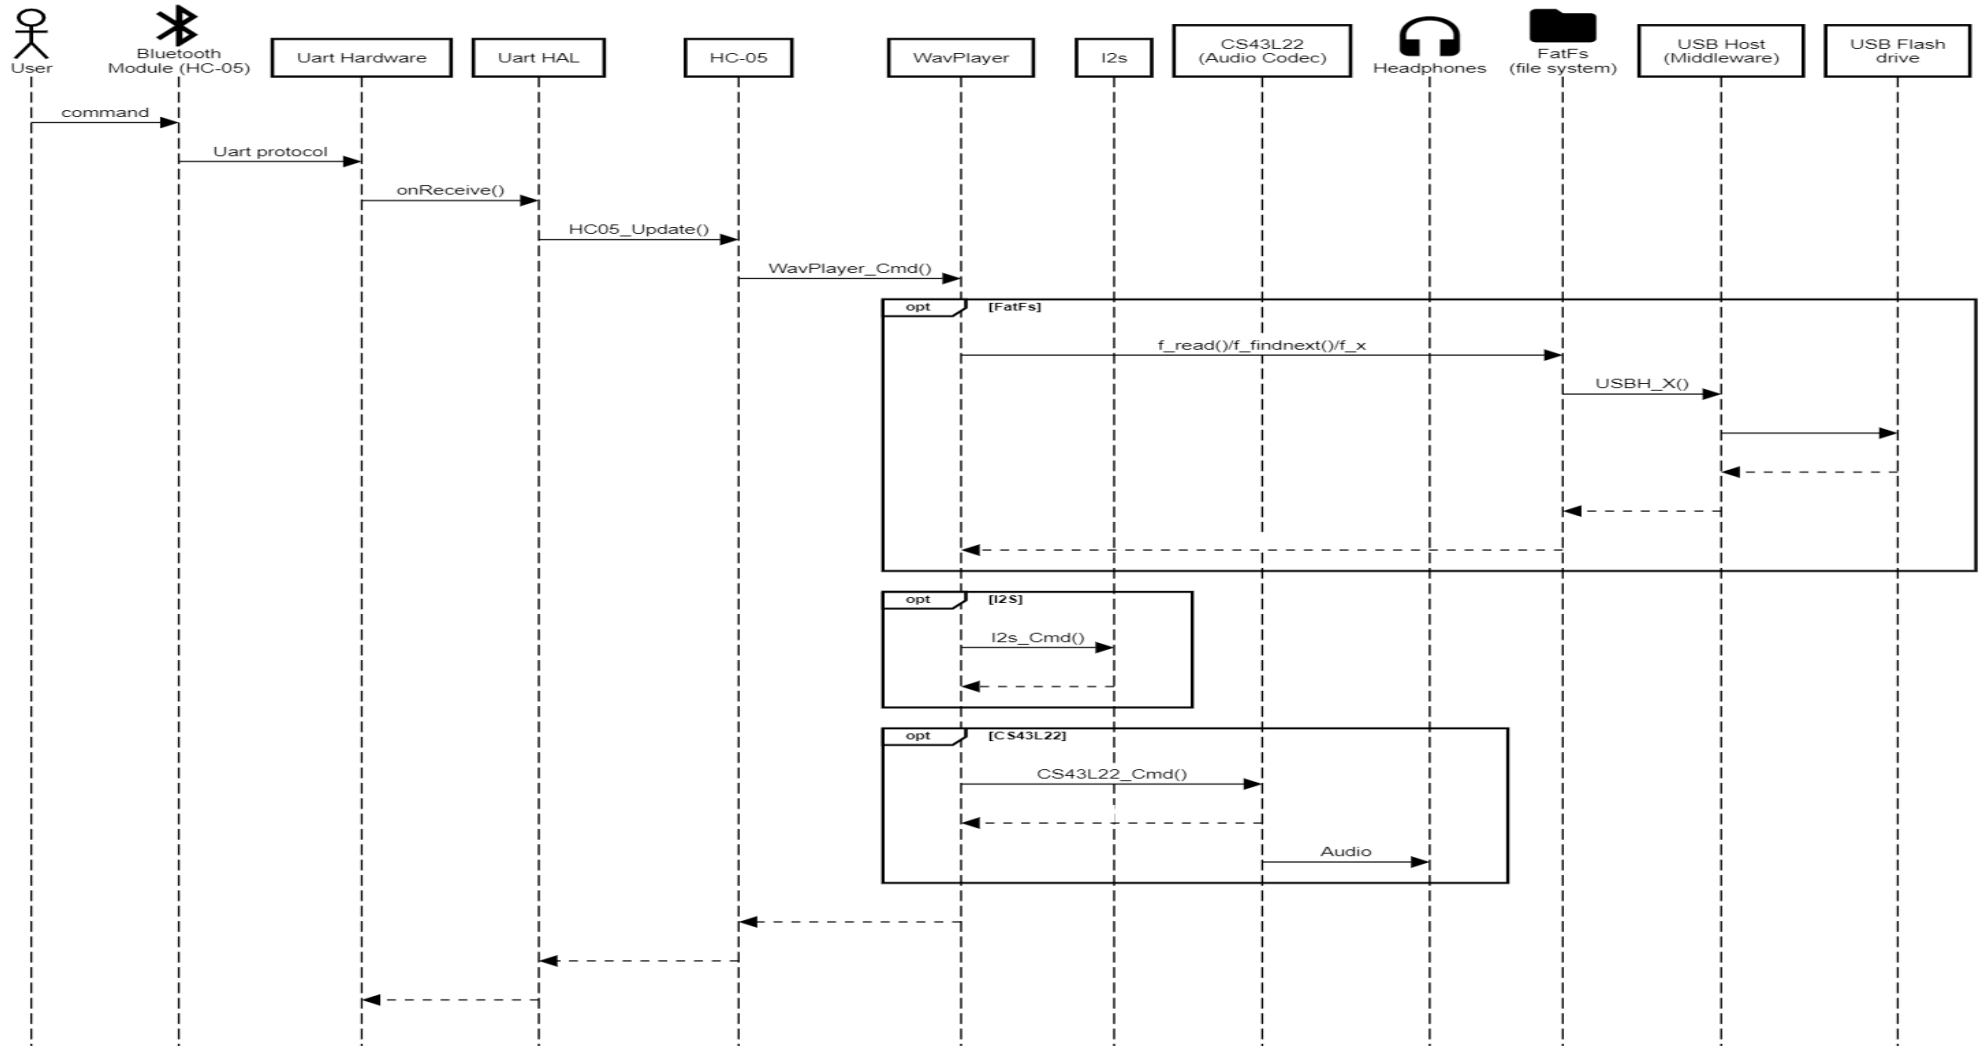 User
Bluetooth
Module (HC-05)
Uart Hardware
Uart HAL
HC-05
WavPlayer
I2s
CS43L22
(Audio Codec)
Headphones
FatFs
(file system)
USB Host
(Middleware)
USB Flash
drive
command
Uart protocol
onReceive()
HC05_Update()
WavPlayer_Cmd()
opt [FatFs]
f_read()/f_findnext()/f_x
USBH_X()
opt [I2S]
I2s_Cmd()
opt [CS43L22]
CS43L22_Cmd()
Audio